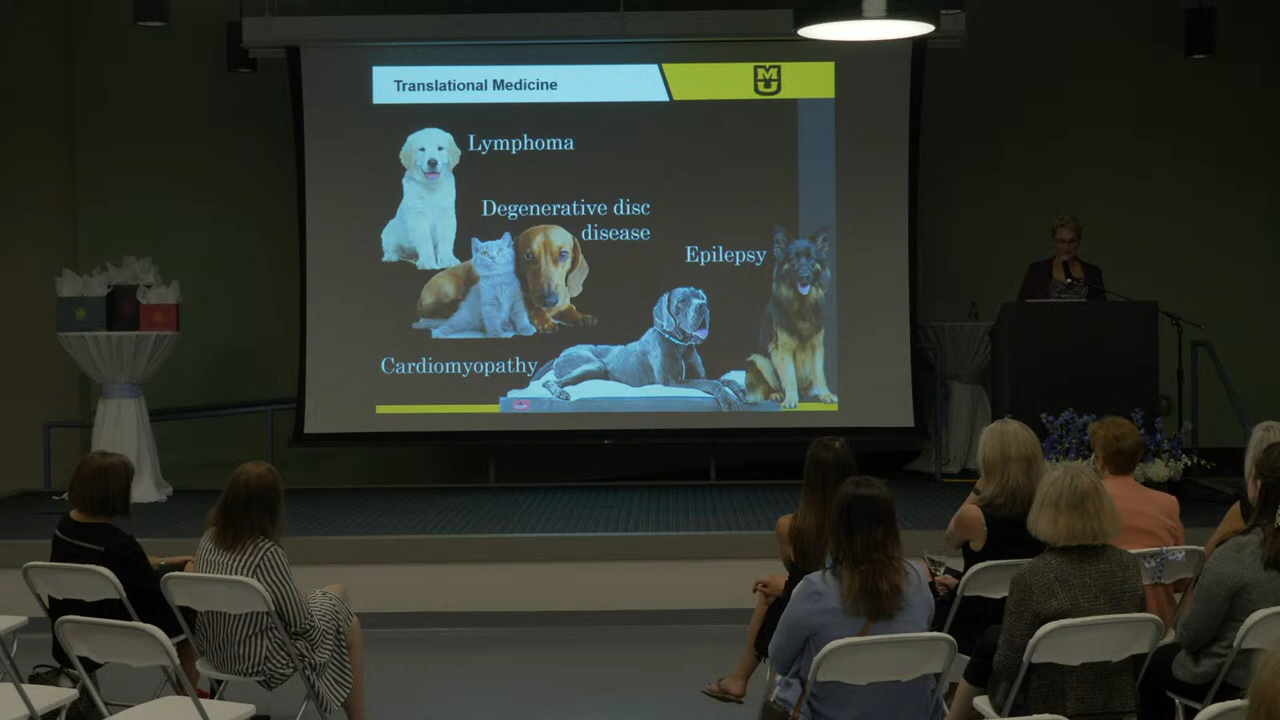 Translational Medicine
MU
Lymphoma
Degenerative disc
disease
Epilepsy
Cardiomyopathy